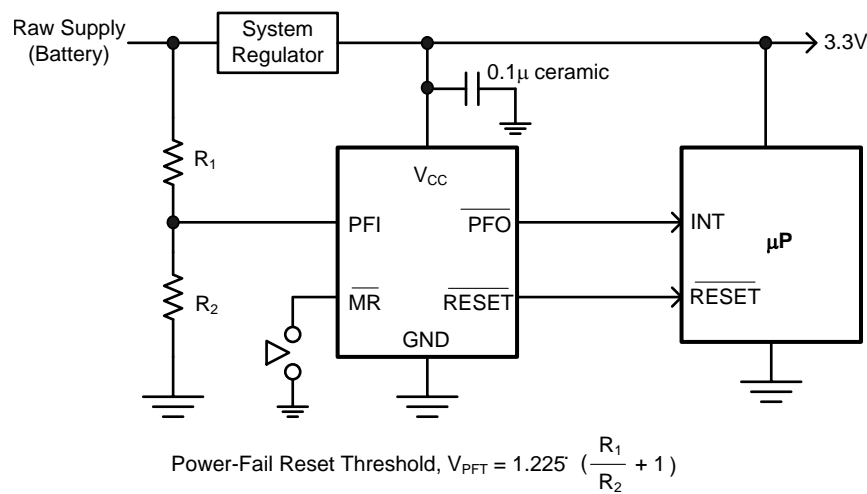 Raw Supply
(Battery)
System
Regulator
3.3V
0.1μ ceramic
R1
VCC
PFI
PFO
INT
μP
R2
MR
RESET
RESET
GND
Power-Fail Reset Threshold, VPFT = 1.225· (R1/R2 + 1)